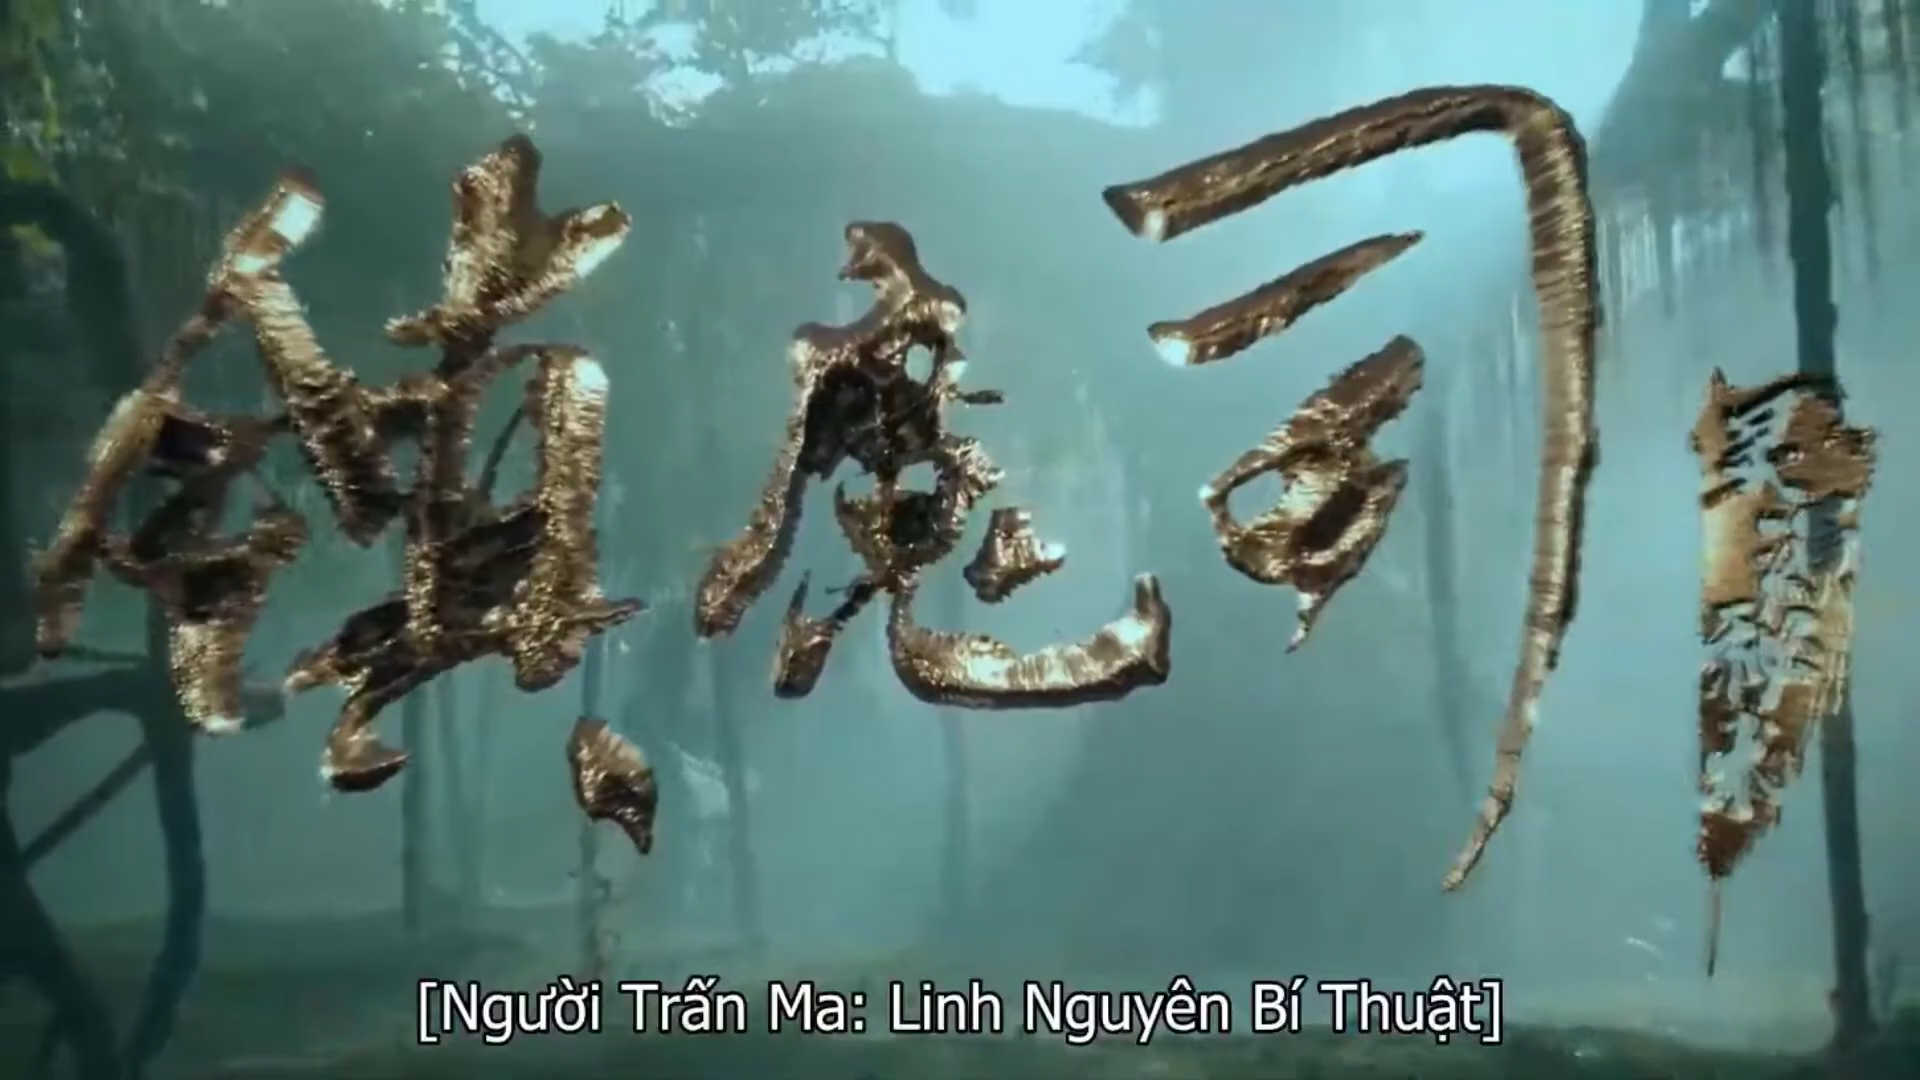 鎮魔司
[Người Trấn Ma: Linh Nguyên Bí Thuật]